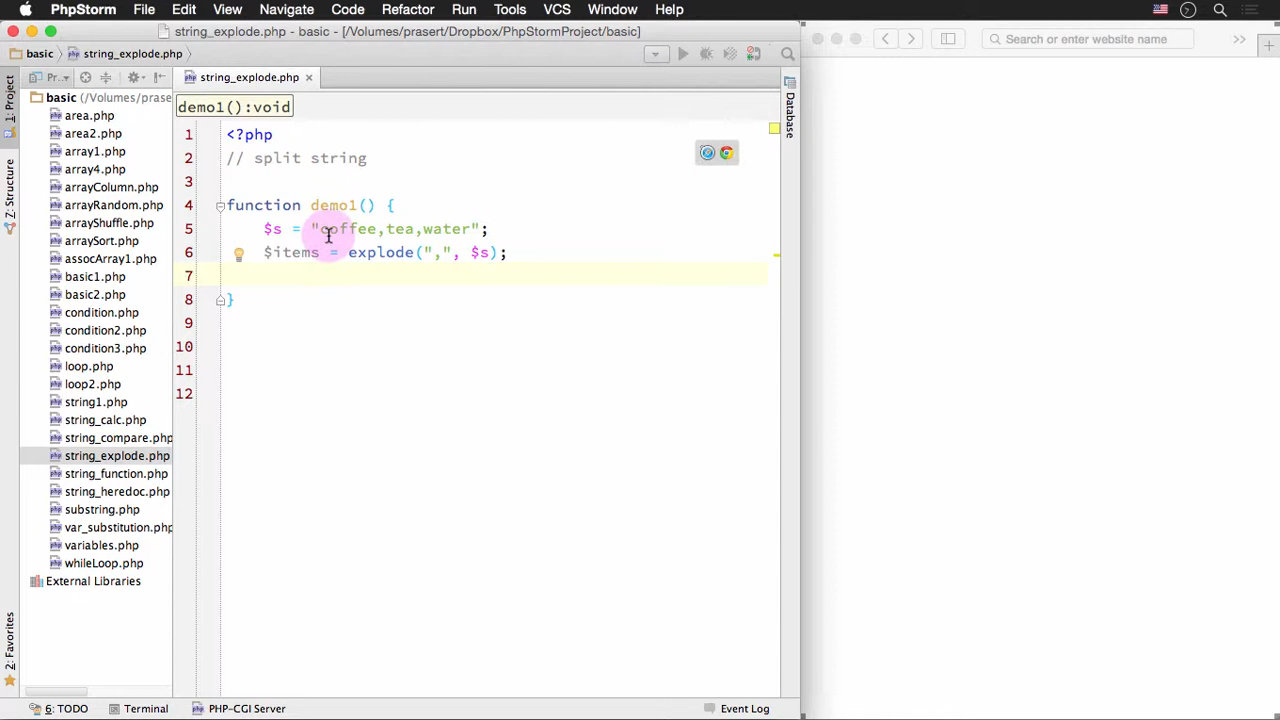 PhpStorm File Edit View Navigate Code Refactor Run Tools VCS Window Help
string_explode.php - basic - [/Volumes/prasert/Dropbox/PhpStormProject/basic]
basic string_explode.php
Search or enter website name
1: Project
Z: Structure
2: Favorites
Pr...
string_explode.php
basic (/Volumes/prase
area.php
area2.php
array1.php
array4.php
arrayColumn.php
arrayRandom.php
arrayShuffle.php
arraySort.php
assocArray1.php
basic1.php
basic2.php
condition.php
condition2.php
condition3.php
loop.php
loop2.php
string1.php
string_calc.php
string_compare.php
string_explode.php
string_function.php
string_heredoc.php
substring.php
var_substitution.php
variables.php
whileLoop.php
External Libraries
demo1():void
1 <?php
2 // split string
3
4 function demo1() {
5 $s = "coffee,tea,water";
6 $items = explode(",", $s);
7
8 }
9
10
11
12
Database
6: TODO Terminal PHP-CGI Server Event Log